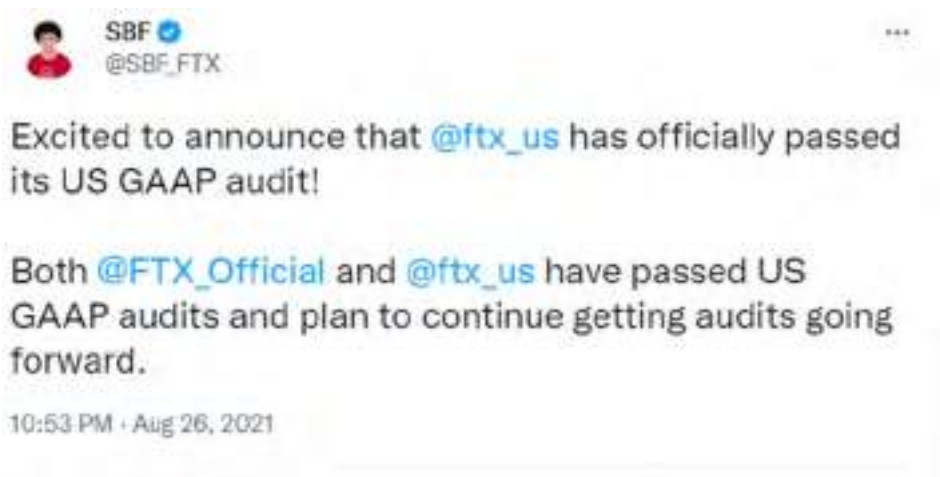 SBF
@SBF_FTX
Excited to announce that @ftx_us has officially passed
its US GAAP audit!
Both @FTX_Official and @ftx_us have passed US
GAAP audits and plan to continue getting audits going
forward.
10:53 PM · Aug 26, 2021